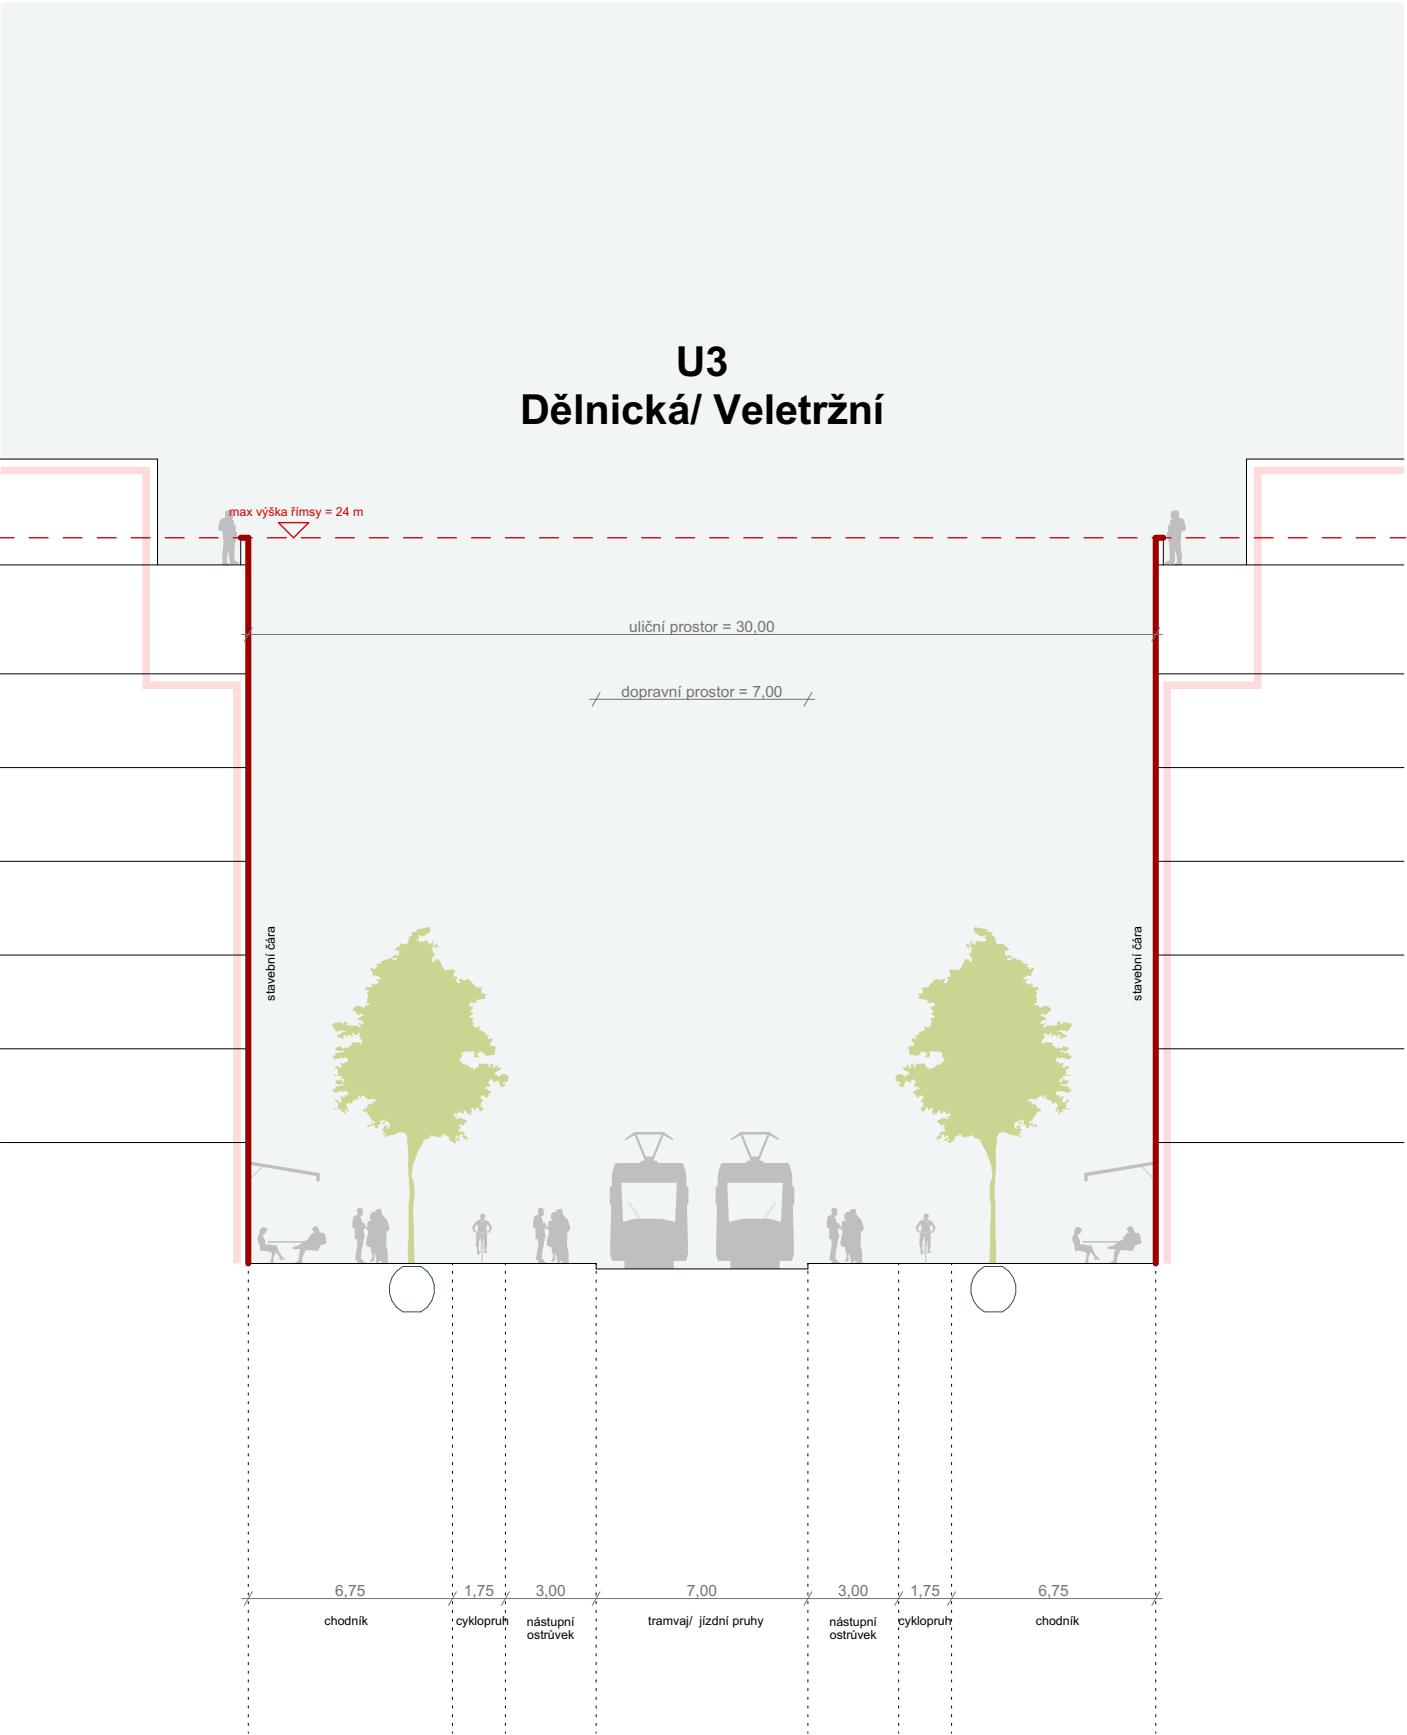 U3
Dělnická/ Veletržní
max výška římsy = 24 m
uliční prostor = 30,00
dopravní prostor = 7,00
stavební čára
stavební čára
6,75
1,75
3,00
7,00
3,00
1,75
6,75
chodník
cyklopruh
nástupní
ostrůvek
tramvaj/ jízdní pruhy
nástupní
ostrůvek
cyklopruh
chodník